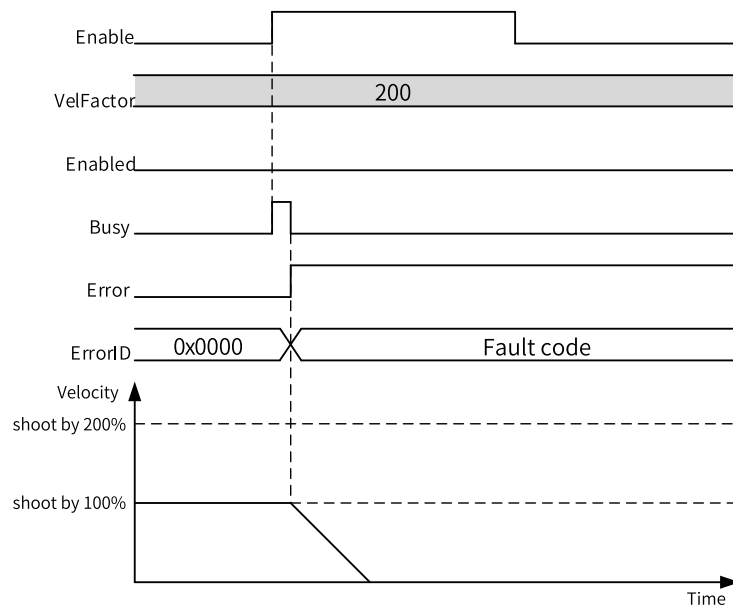 Enable
VelFactor
200
Enabled
Busy
Error
ErrorID
0x0000
Fault code
Velocity
shoot by 200%
shoot by 100%
Time